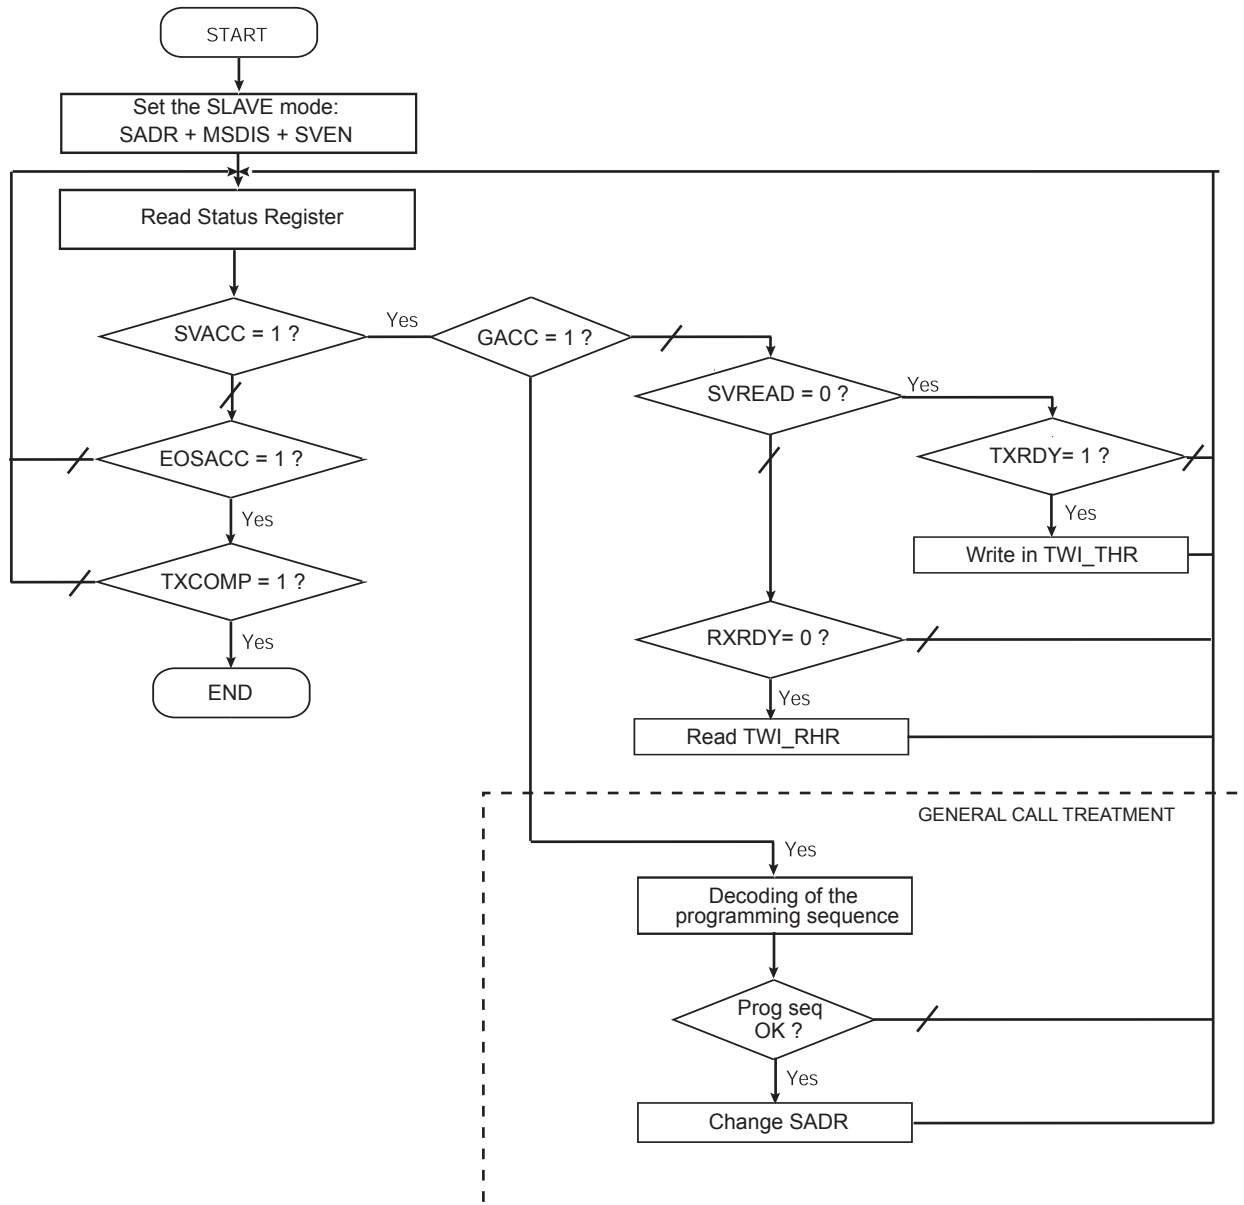 START
Set the SLAVE mode:
SADR + MSDIS + SVEN
Read Status Register
SVACC = 1 ?
Yes
GACC = 1 ?
SVREAD = 0 ?
Yes
EOSACC = 1 ?
TXRDY= 1 ?
Yes
Yes
Write in TWI_THR
TXCOMP = 1 ?
Yes
RXRDY= 0 ?
END
Yes
Read TWI_RHR
GENERAL CALL TREATMENT
Yes
Decoding of the
programming sequence
Prog seq
OK ?
Yes
Change SADR